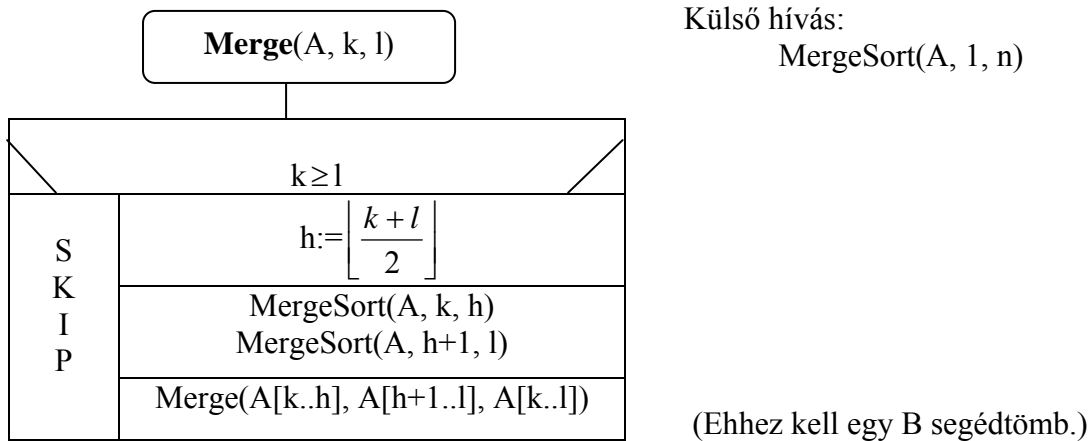 Merge(A, k, l)
Külső hívás:
MergeSort(A, 1, n)
k ≥ l
S
K
I
P
h:=⌊(k + l)/2⌋
MergeSort(A, k, h)
MergeSort(A, h+1, l)
Merge(A[k..h], A[h+1..l], A[k..l])
(Ehhez kell egy B segédtömb.)